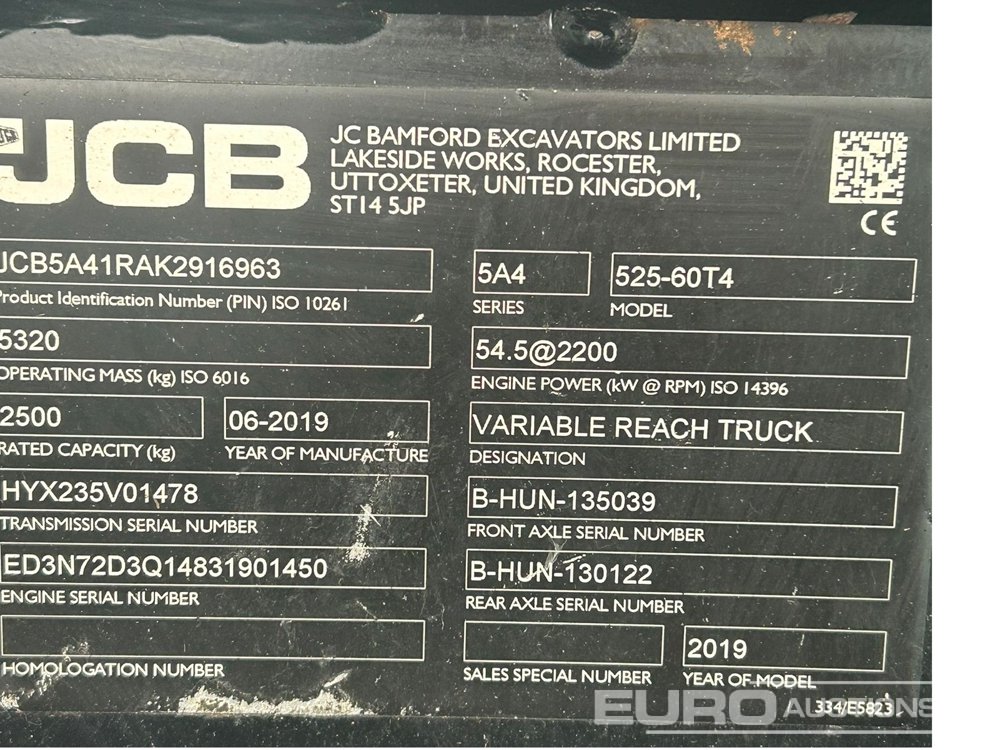 JCB
JC BAMFORD EXCAVATORS LIMITED
LAKESIDE WORKS, ROCESTER,
UTTOXETER, UNITED KINGDOM,
ST14 5JP
CE
JCB5A41RAK2916963
Product Identification Number (PIN) ISO 10261
5A4
SERIES
525-60T4
MODEL
5320
OPERATING MASS (kg) ISO 6016
54.5@2200
ENGINE POWER (kW @ RPM) ISO 14396
2500
RATED CAPACITY (kg)
06-2019
YEAR OF MANUFACTURE
VARIABLE REACH TRUCK
DESIGNATION
HYX235V01478
TRANSMISSION SERIAL NUMBER
B-HUN-135039
FRONT AXLE SERIAL NUMBER
ED3N72D3Q14831901450
ENGINE SERIAL NUMBER
B-HUN-130122
REAR AXLE SERIAL NUMBER
HOMOLOGATION NUMBER
SALES SPECIAL NUMBER
2019
YEAR OF MODEL
334/E5823
EURO AUCTIONS